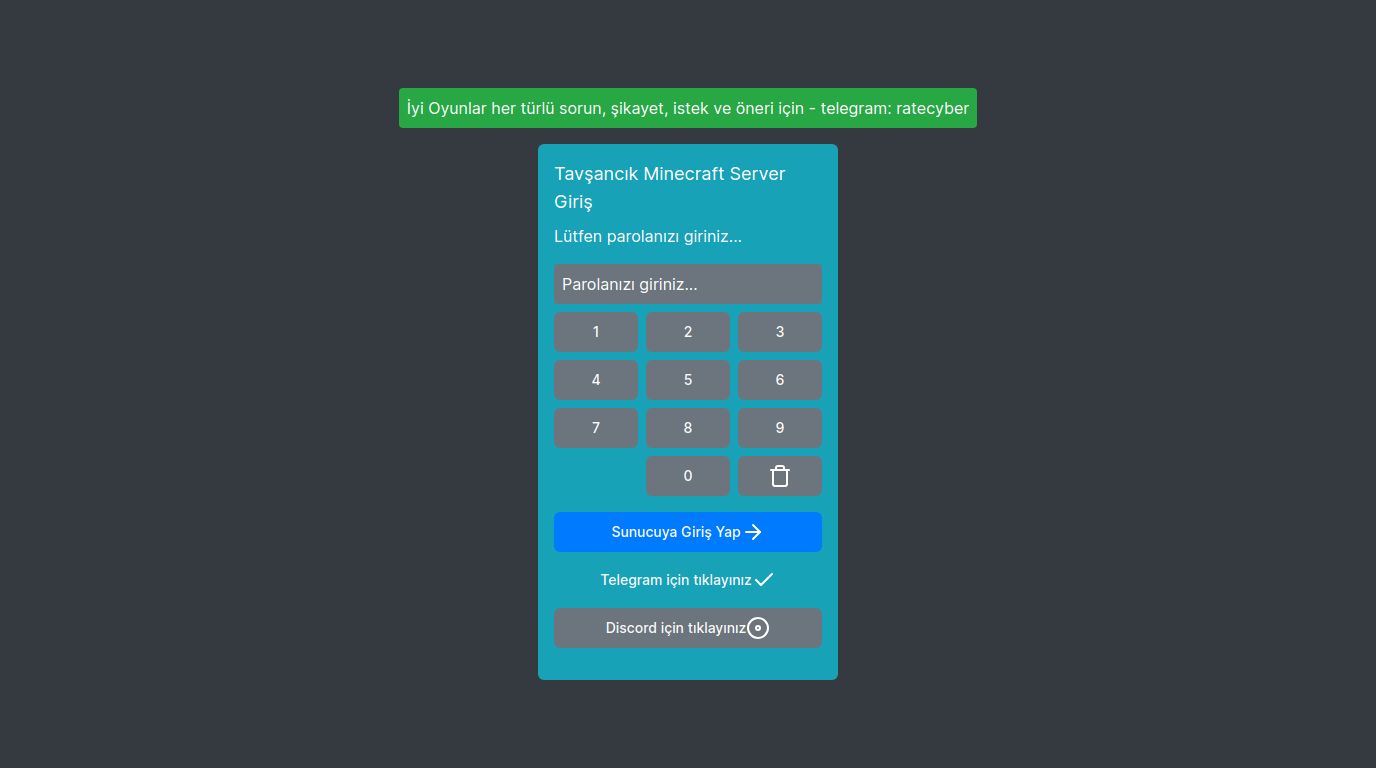 İyi Oyunlar her türlü sorun, şikayet, istek ve öneri için - telegram: ratecyber
Tavşancık Minecraft Server
Giriş
Lütfen parolanızı giriniz...
Parolanızı giriniz...
1 2 3
4 5 6
7 8 9
0
Sunucuya Giriş Yap
Telegram için tıklayınız
Discord için tıklayınız